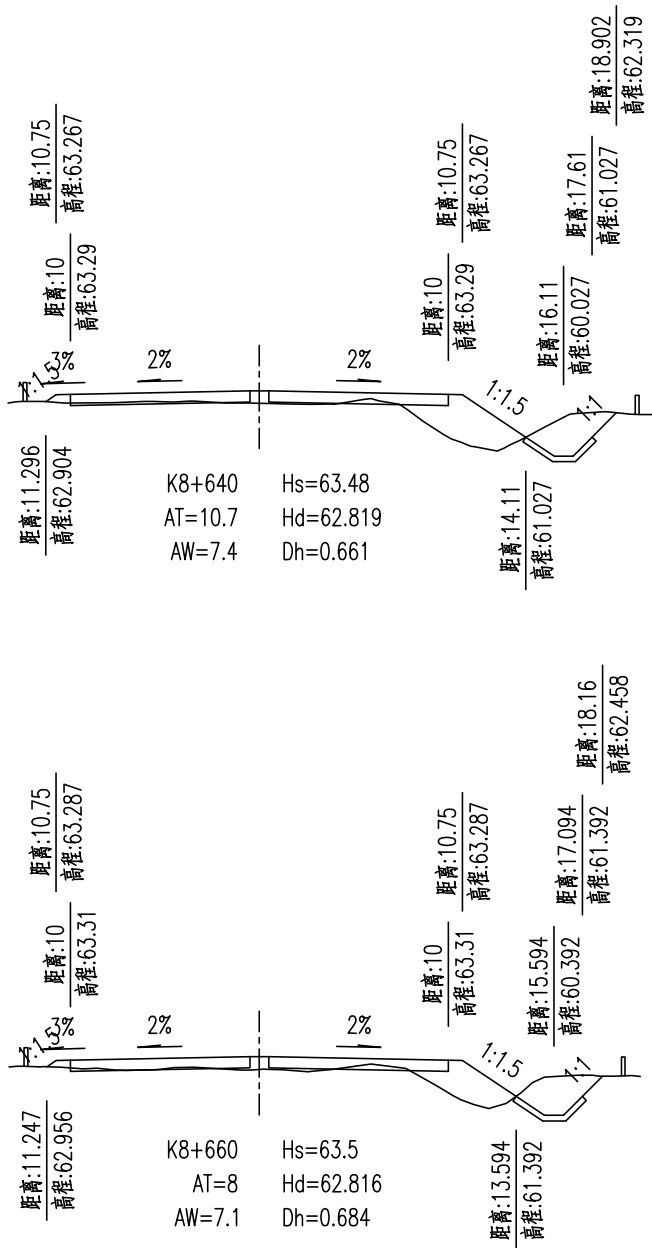 距离:18.902
高程:62.319
距离:10.75
高程:63.267
距离:10.75
高程:63.267
距离:17.61
高程:61.027
距离:10
高程:63.29
距离:10
高程:63.29
距离:16.11
高程:60.027
1:1.5
3%
2%
2%
1:1.5
1:1
距离:11.296
高程:62.904
K8+640 Hs=63.48
AT=10.7 Hd=62.819
AW=7.4 Dh=0.661
距离:14.11
高程:61.027
距离:18.16
高程:62.458
距离:10.75
高程:63.287
距离:10.75
高程:63.287
距离:17.094
高程:61.392
距离:10
高程:63.31
距离:10
高程:63.31
距离:15.594
高程:60.392
1:1.5
3%
2%
2%
1:1.5
1:1
距离:11.247
高程:62.956
K8+660 Hs=63.5
AT=8 Hd=62.816
AW=7.1 Dh=0.684
距离:13.594
高程:61.392